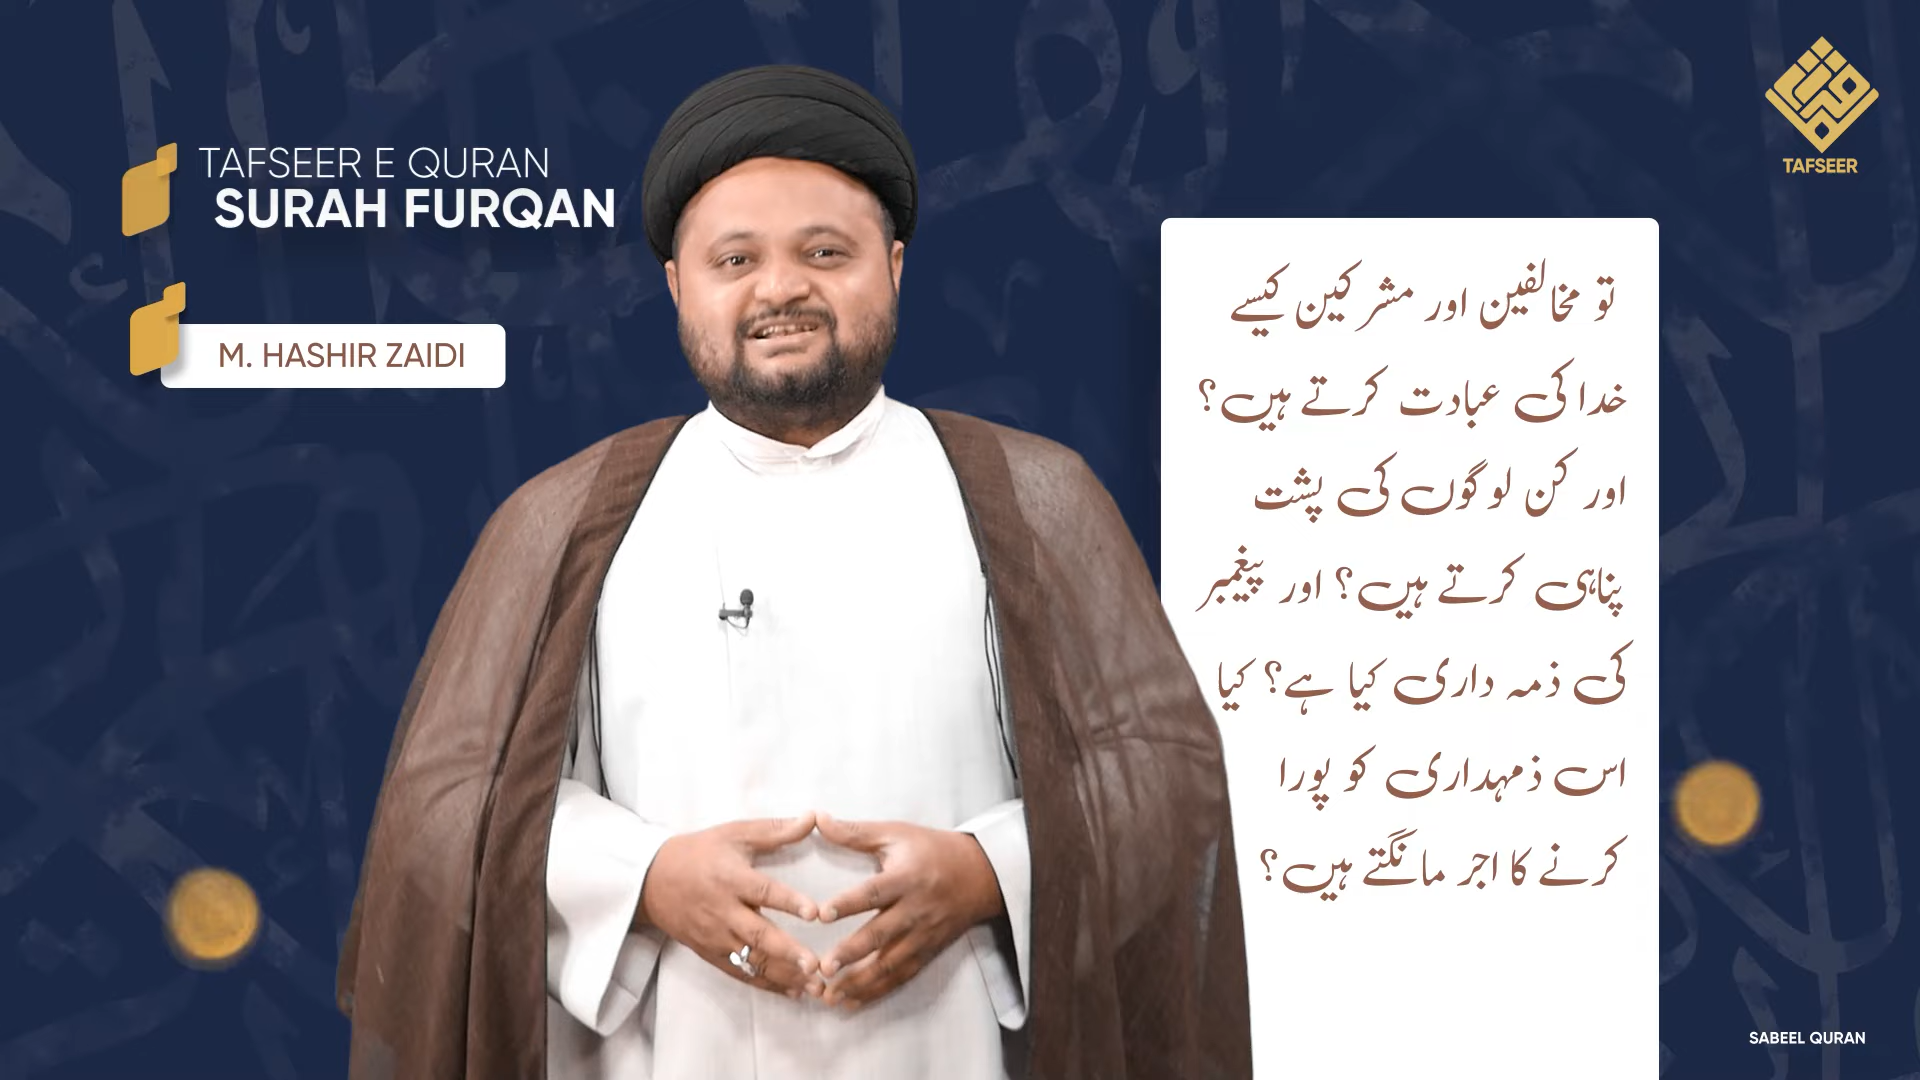 TAFSEER E QURAN
SURAH FURQAN
M. HASHIR ZAIDI
TAFSEER
تو مخالفین اور مشرکین کیسے
خدا کی عبادت کرتے ہیں؟
اور کن لوگوں کی پشت
پناہی کرتے ہیں؟ اور پیغمبر
کی ذمہ داری کیا ہے؟ کیا
اس ذمہداری کو پورا
کرنے کا اجر مانگتے ہیں؟
SABEEL QURAN